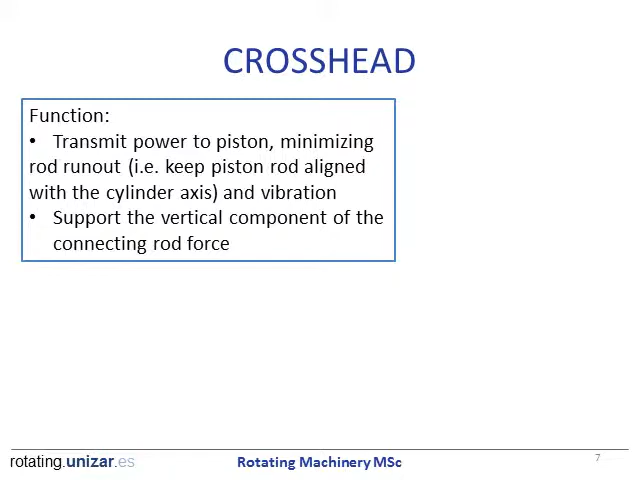 CROSSHEAD
Function:
• Transmit power to piston, minimizing
rod runout (i.e. keep piston rod aligned
with the cylinder axis) and vibration
• Support the vertical component of the
connecting rod force
rotating.unizar.es
Rotating Machinery MSc
7